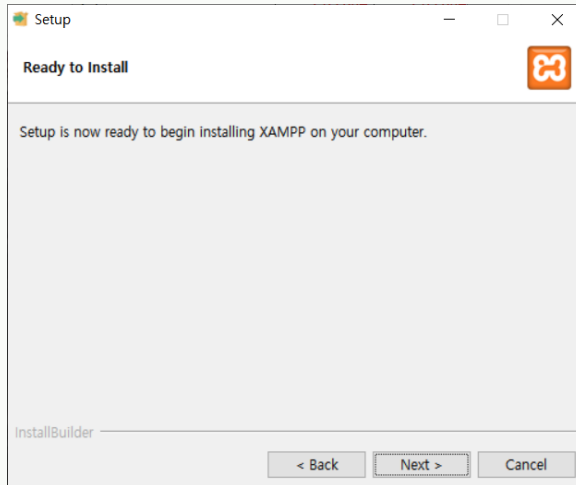 Setup
Ready to Install
Setup is now ready to begin installing XAMPP on your computer.
InstallBuilder
< Back
Next >
Cancel